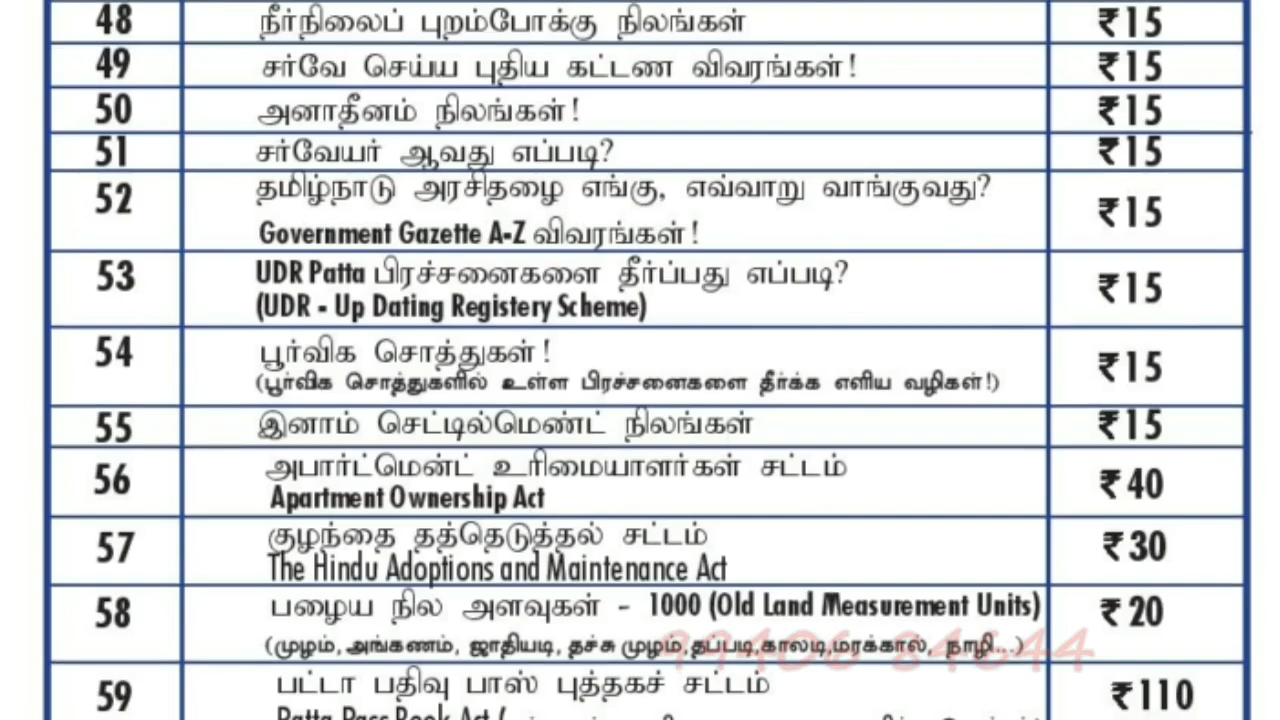 48 நீர்நிலைப் புறம்போக்கு நிலங்கள் ₹15
49 சர்வே செய்ய புதிய கட்டண விவரங்கள்! ₹15
50 அனாதீனம் நிலங்கள்! ₹15
51 சர்வேயர் ஆவது எப்படி? ₹15
52 தமிழ்நாடு அரசிதழை எங்கு, எவ்வாறு வாங்குவது? ₹15
Government Gazette A-Z விவரங்கள்!
53 UDR Patta பிரச்சனைகளை தீர்ப்பது எப்படி? ₹15
(UDR - Up Dating Registery Scheme)
54 பூர்விக சொத்துகள்! ₹15
(பூர்விக சொத்துகளில் உள்ள பிரச்சனைகளை தீர்க்க எளிய வழிகள்!)
55 இனாம் செட்டில்மெண்ட் நிலங்கள் ₹15
56 அபார்ட்மென்ட் உரிமையாளர்கள் சட்டம் ₹40
Apartment Ownership Act
57 குழந்தை தத்தெடுத்தல் சட்டம் ₹30
The Hindu Adoptions and Maintenance Act
58 பழைய நில அளவுகள் - 1000 (Old Land Measurement Units) ₹20
(முழம், அங்கணம், ஜாதியடி, தச்சு முழம், தப்படி,காலடி,மரக்கால், நாழி...)
99406 84644
59 பட்டா பதிவு பாஸ் புத்தகச் சட்டம் ₹110
Patta Pass Book Act (